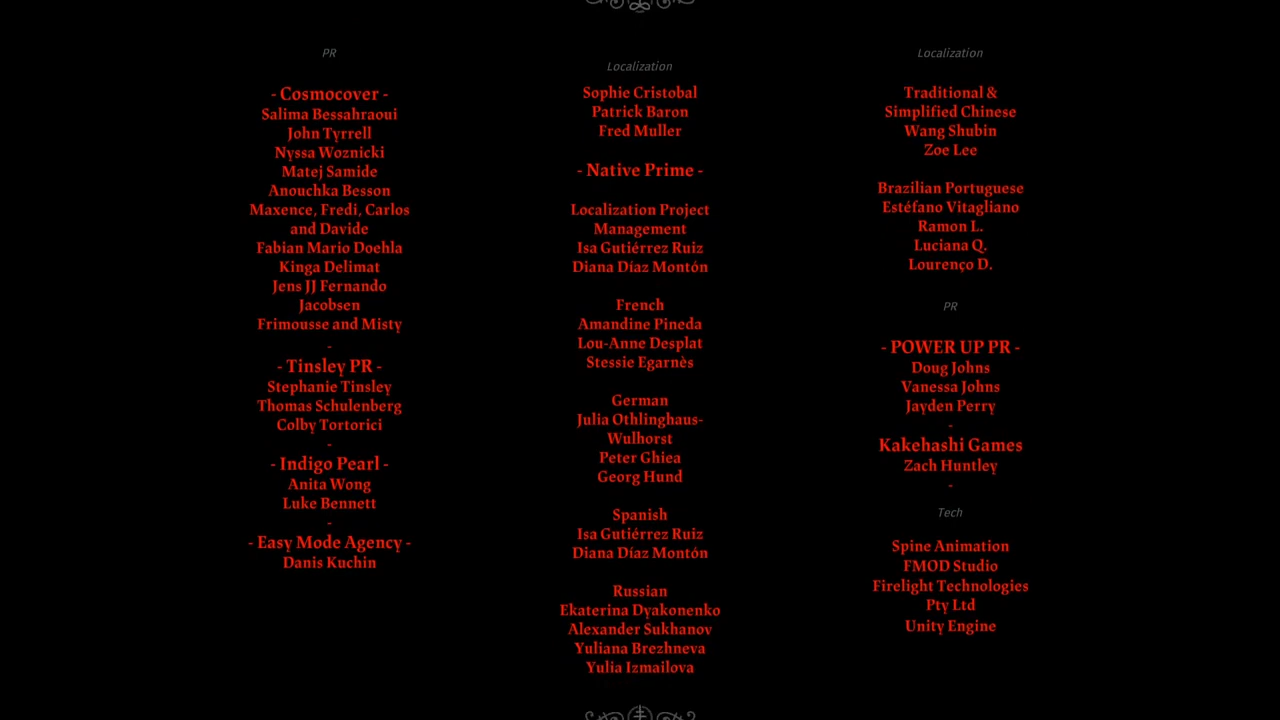 PR
- Cosmocover -
Salima Bessahraoui
John Tyrrell
Nyssa Woznicki
Matej Samide
Anouchka Besson
Maxence, Fredi, Carlos
and Davide
Fabian Mario Doehla
Kinga Delimat
Jens JJ Fernando
Jacobsen
Frimousse and Misty
-
- Tinsley PR -
Stephanie Tinsley
Thomas Schulenberg
Colby Tortorici
-
- Indigo Pearl -
Anita Wong
Luke Bennett
-
- Easy Mode Agency -
Danis Kuchin
Localization
Sophie Cristobal
Patrick Baron
Fred Muller
- Native Prime -
Localization Project
Management
Isa Gutiérrez Ruiz
Diana Díaz Montón
French
Amandine Pineda
Lou-Anne Desplat
Stessie Egarnès
German
Julia Othlinghaus-
Wulhorst
Peter Ghiea
Georg Hund
Spanish
Isa Gutiérrez Ruiz
Diana Díaz Montón
Russian
Ekaterina Dyakonenko
Alexander Sukhanov
Yuliana Brezhneva
Yulia Izmailova
Localization
Traditional &
Simplified Chinese
Wang Shubin
Zoe Lee
Brazilian Portuguese
Estéfano Vitagliano
Ramon L.
Luciana Q.
Lourenço D.
PR
- POWER UP PR -
Doug Johns
Vanessa Johns
Jayden Perry
-
Kakehashi Games
Zach Huntley
-
Tech
Spine Animation
FMOD Studio
Firelight Technologies
Pty Ltd
Unity Engine